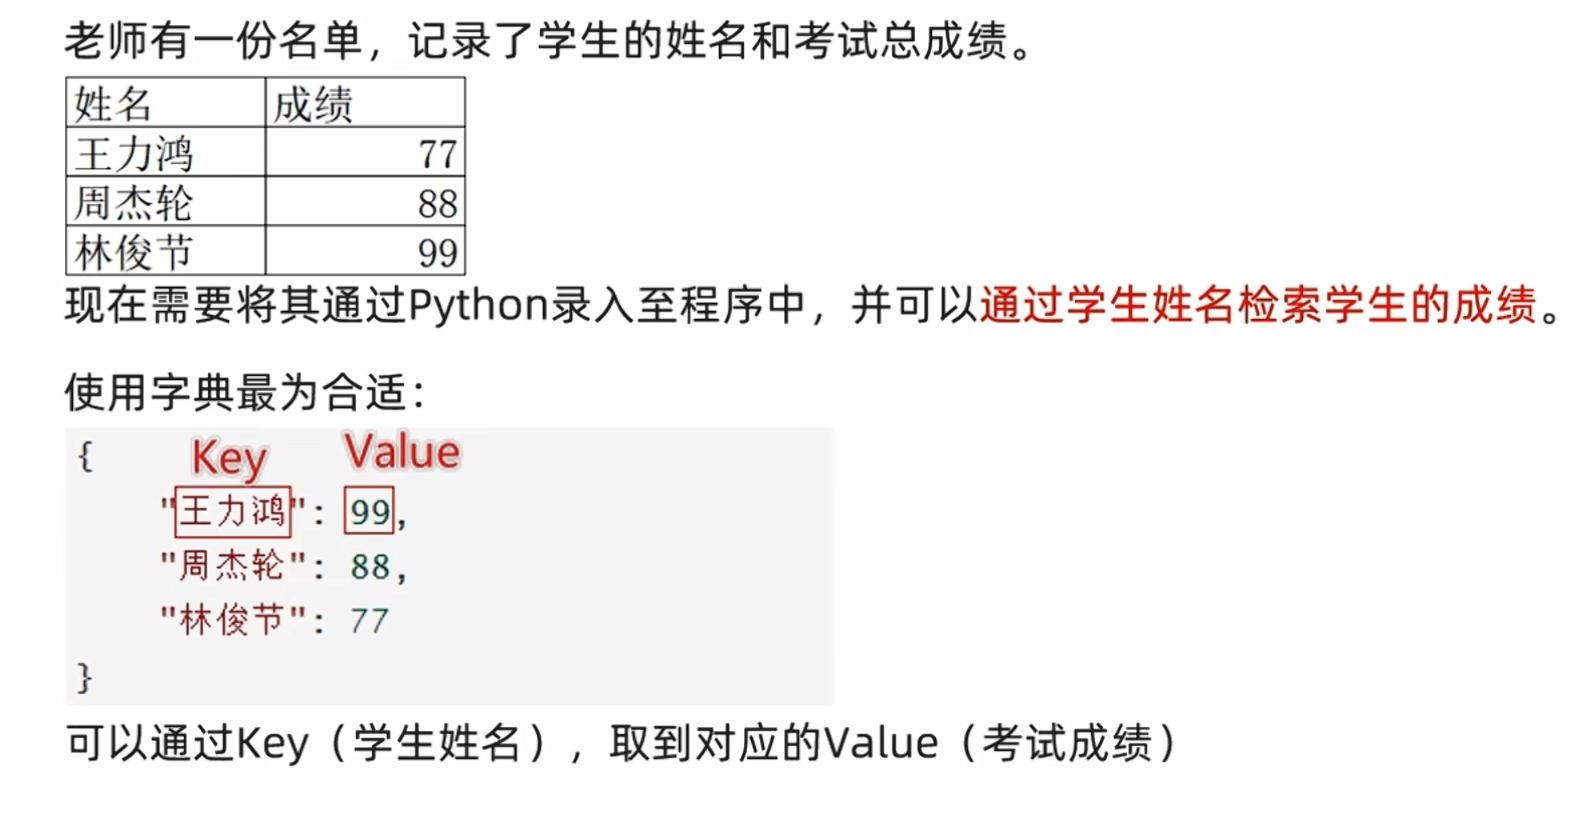 老师有一份名单，记录了学生的姓名和考试总成绩。
姓名 成绩
王力鸿 77
周杰轮 88
林俊节 99
现在需要将其通过Python录入至程序中，并可以通过学生姓名检索学生的成绩。
使用字典最为合适：
{ Key Value
"王力鸿": 99,
"周杰轮": 88,
"林俊节": 77
}
可以通过Key（学生姓名），取到对应的Value（考试成绩）